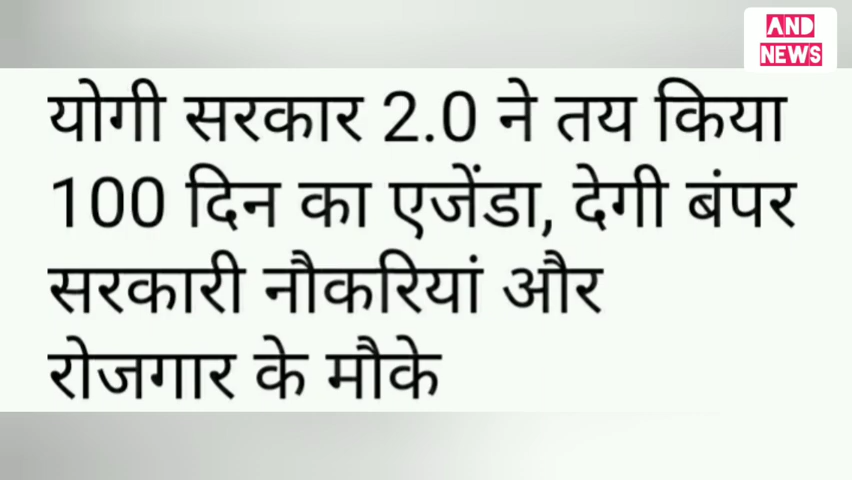 AND
NEWS
योगी सरकार 2.0 ने तय किया
100 दिन का एजेंडा, देगी बंपर
सरकारी नौकरियां और
रोजगार के मौके